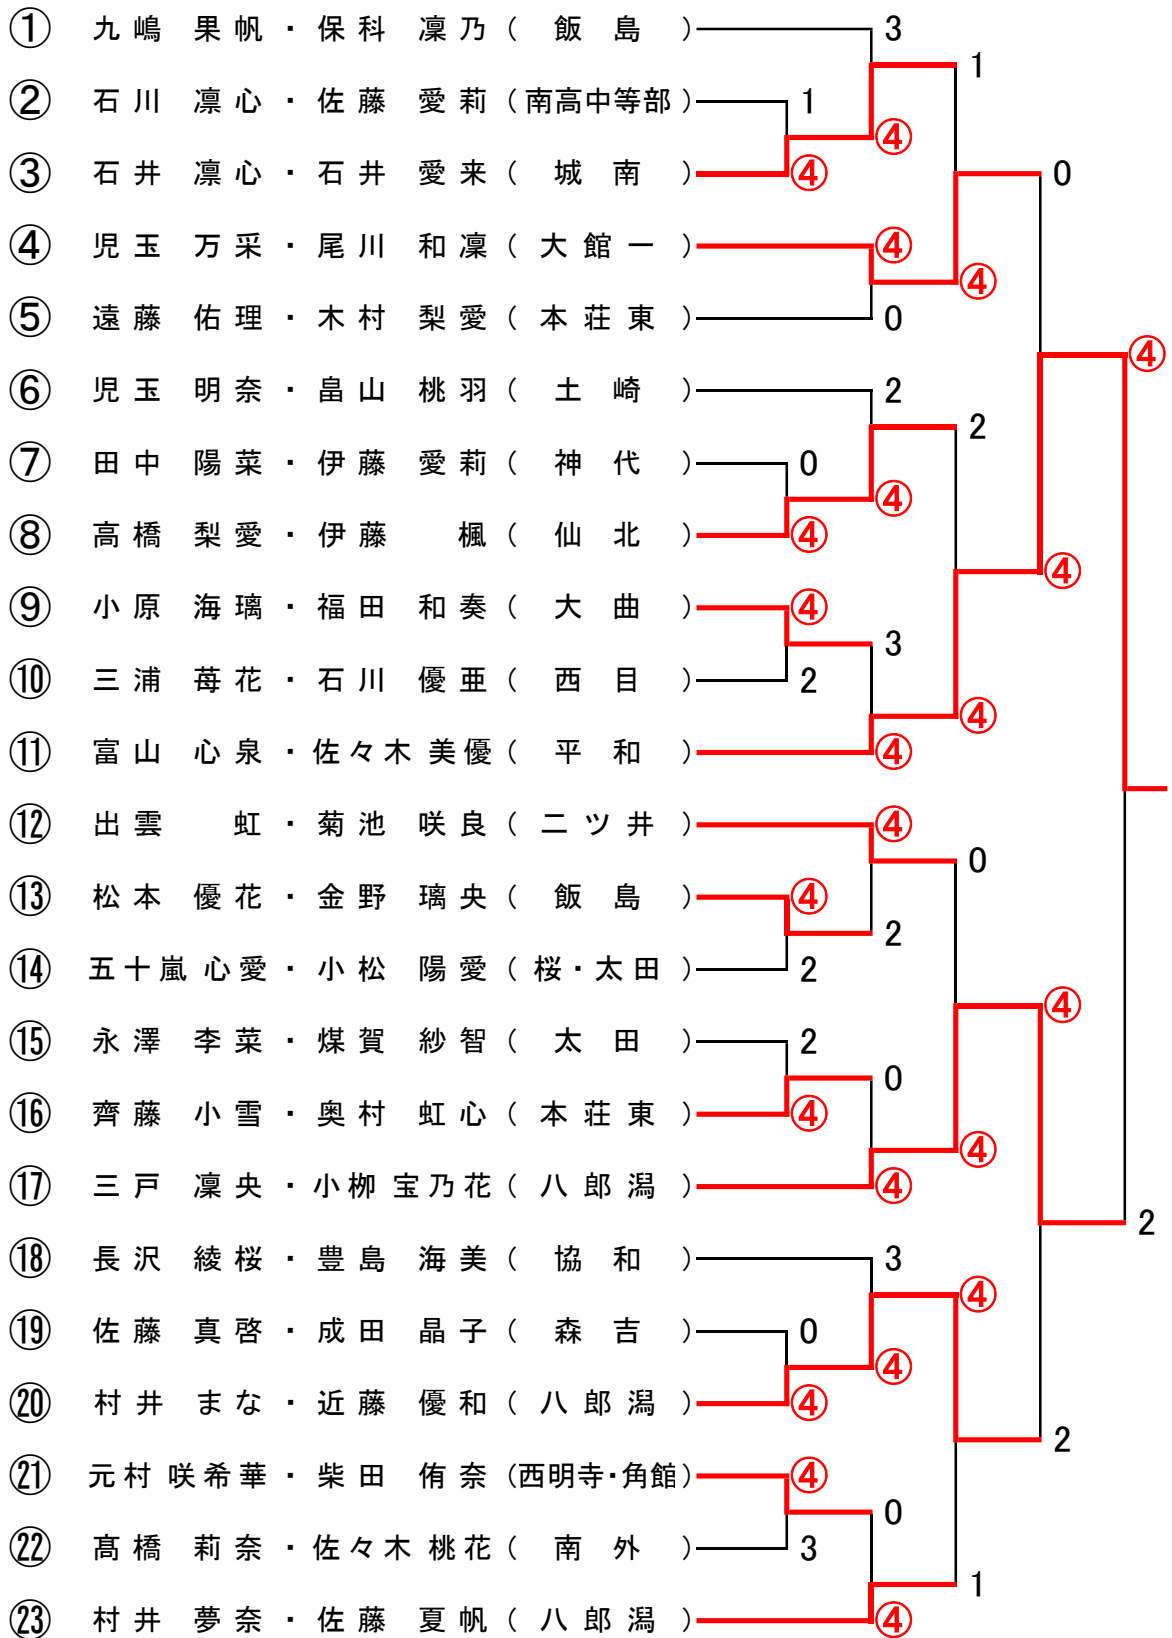 ① 九嶋 果帆・保科 凜乃（ 飯島 ） 3
1
② 石川 凛心・佐藤 愛莉（南高中等部） 1
④
③ 石井 凛心・石井 愛来（ 城南 ） ④
0
④ 児玉 万采・尾川 和凜（ 大館一 ） ④
④
⑤ 遠藤 佑理・木村 梨愛（ 本荘東 ） 0
④
⑥ 児玉 明奈・畠山 桃羽（ 土崎 ） 2
2
⑦ 田中 陽菜・伊藤 愛莉（ 神代 ） 0
④
⑧ 高橋 梨愛・伊藤 楓（ 仙北 ） ④
④
⑨ 小原 海璃・福田 和奏（ 大曲 ） ④
3
⑩ 三浦 苺花・石川 優亜（ 西目 ） 2
④
⑪ 富山 心泉・佐々木 美優（ 平和 ） ④
⑫ 出雲 虹・菊池 咲良（ 二ツ井 ） ④
0
⑬ 松本 優花・金野 璃央（ 飯島 ） ④
2
⑭ 五十嵐 心愛・小松 陽愛（桜・太田） 2
④
⑮ 永澤 李菜・煤賀 紗智（ 太田 ） 2
0
⑯ 齊藤 小雪・奥村 虹心（ 本荘東 ） ④
④
⑰ 三戸 凜央・小栁 宝乃花（ 八郎潟 ） ④
2
⑱ 長沢 綾桜・豊島 海美（ 協和 ） 3
④
⑲ 佐藤 真啓・成田 晶子（ 森吉 ） 0
④
⑳ 村井 まな・近藤 優和（ 八郎潟 ） ④
2
㉑ 元村 咲希華・柴田 侑奈（西明寺・角館） ④
0
㉒ 髙橋 莉奈・佐々木 桃花（ 南外 ） 3
1
㉓ 村井 夢奈・佐藤 夏帆（ 八郎潟 ） ④